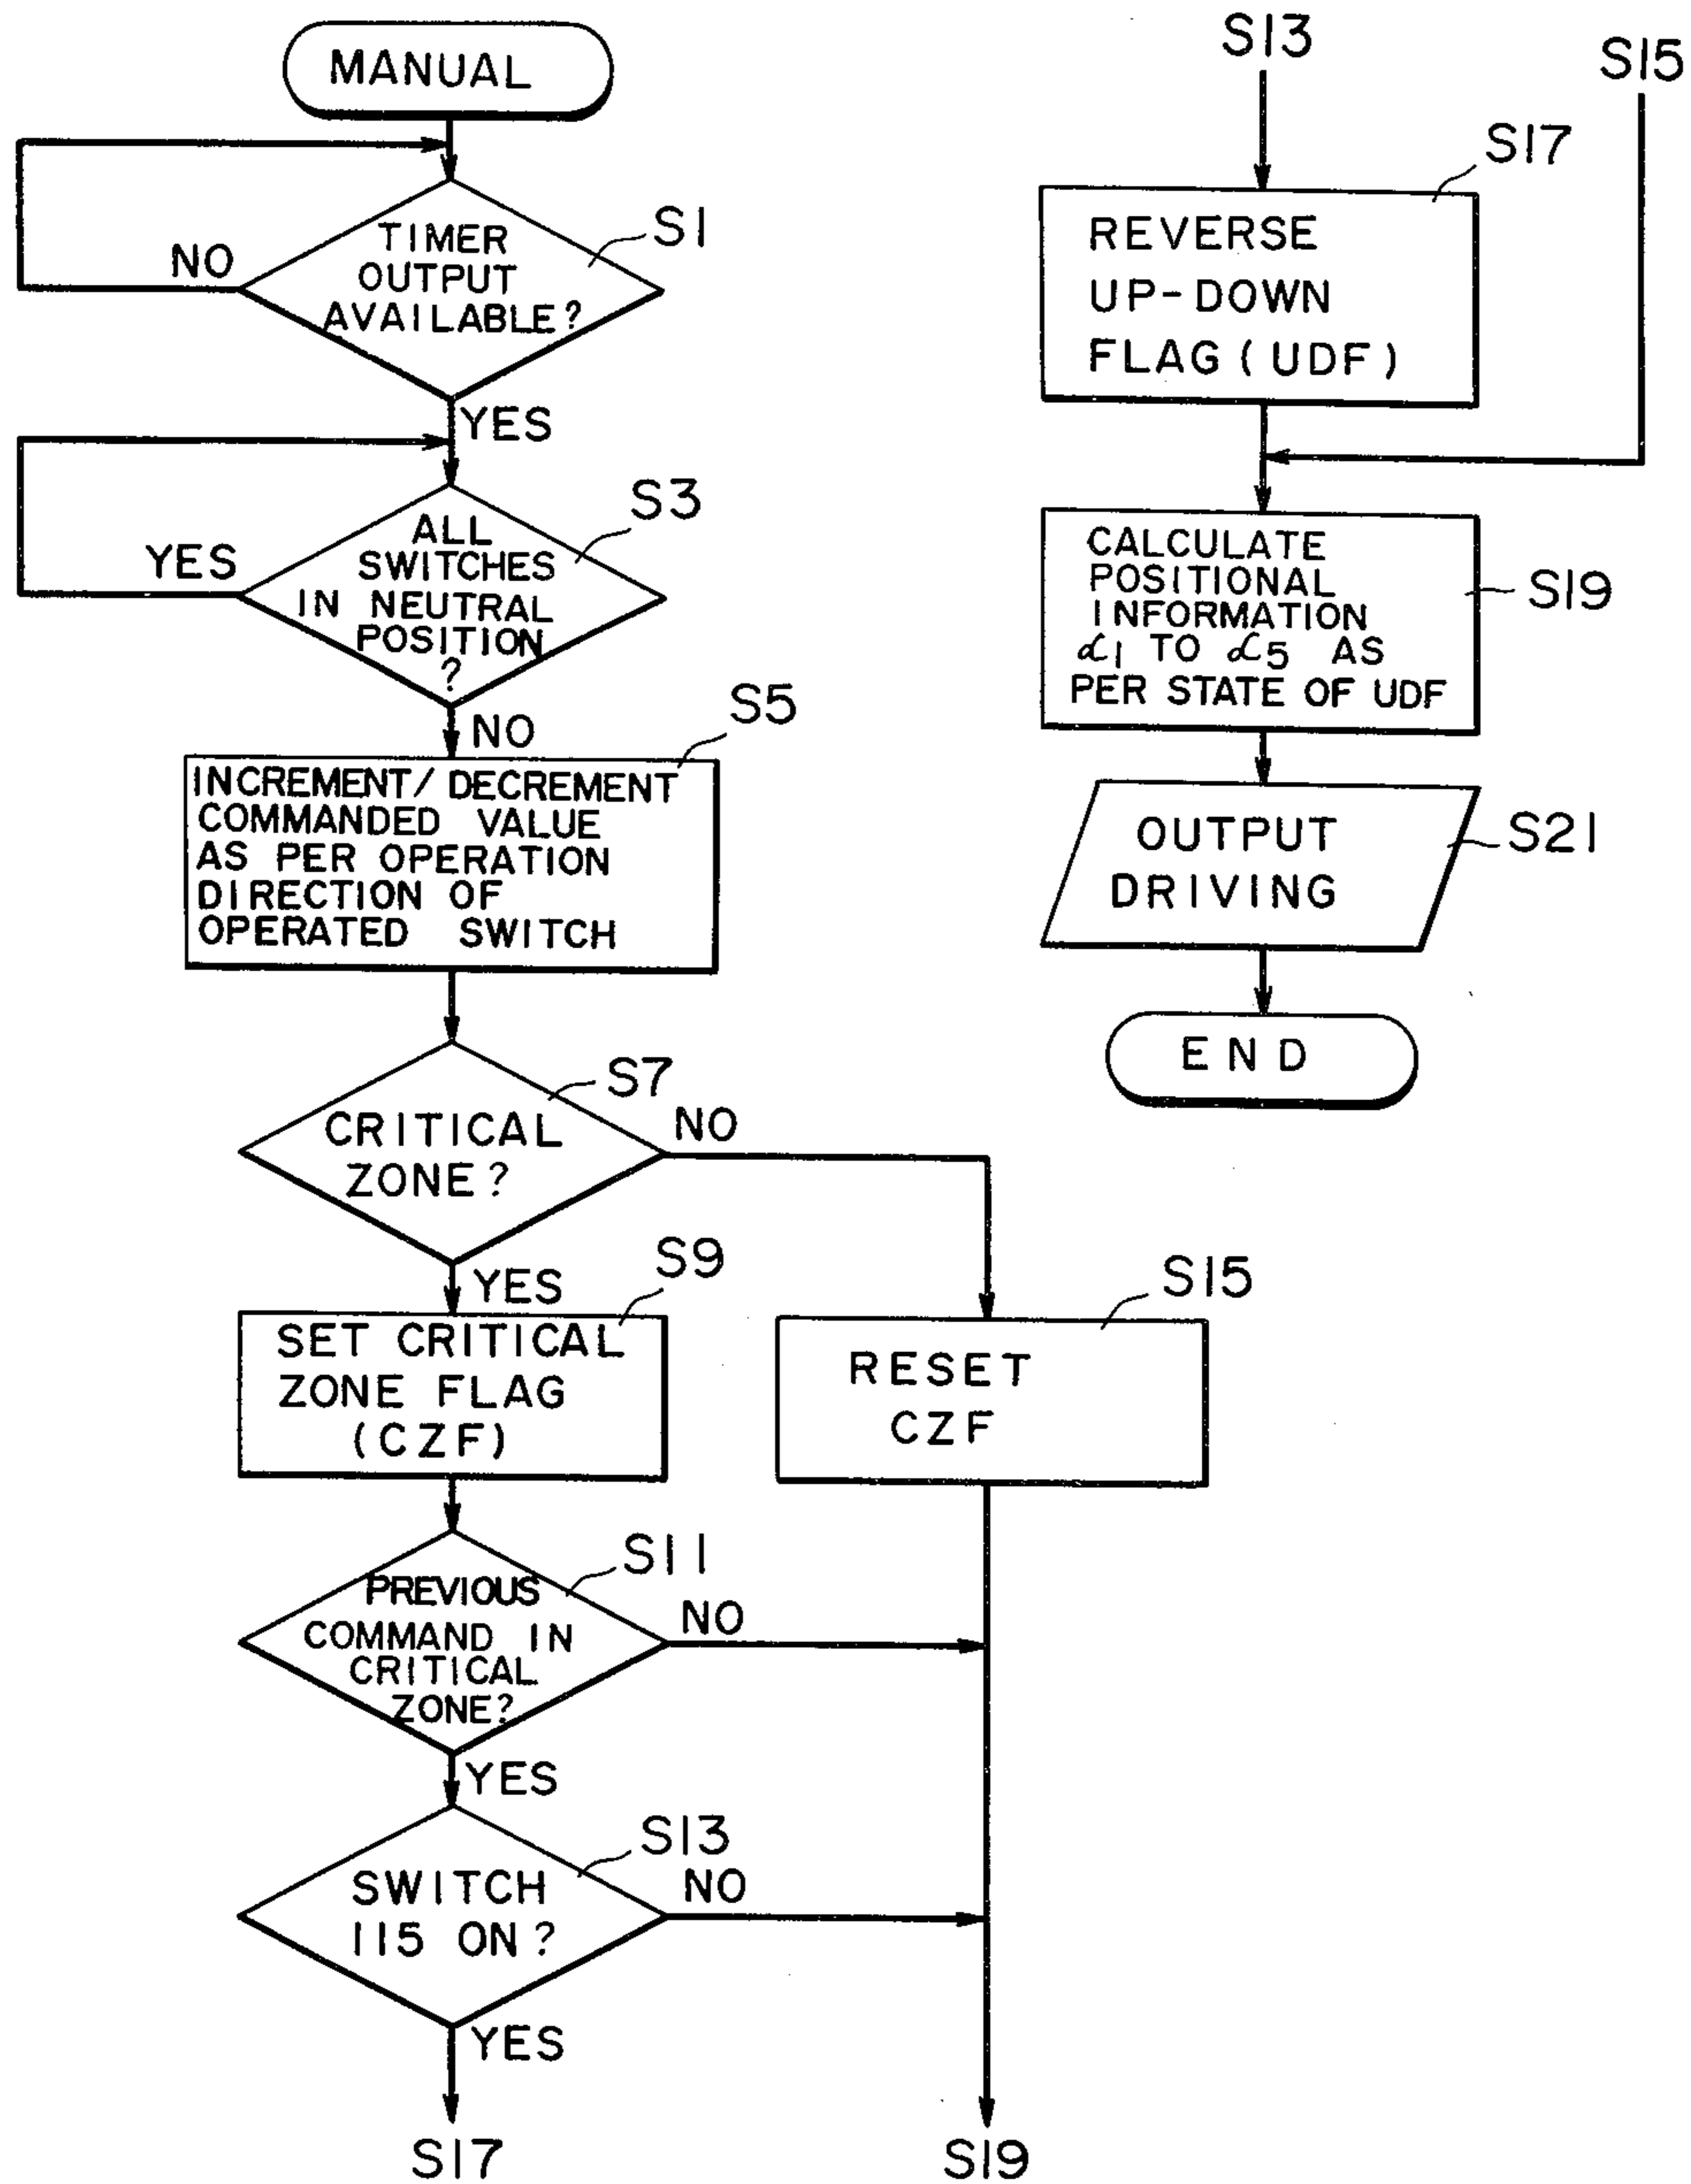 MANUAL
S1
TIMER
OUTPUT
AVAILABLE?
NO
YES
S3
ALL
SWITCHES
IN NEUTRAL
POSITION
?
YES
NO
S5
INCREMENT/DECREMENT
COMMANDED VALUE
AS PER OPERATION
DIRECTION OF
OPERATED SWITCH
S7
CRITICAL
ZONE?
NO
YES
S9
SET CRITICAL
ZONE FLAG
(CZF)
S15
RESET
CZF
S11
PREVIOUS
COMMAND IN
CRITICAL
ZONE?
NO
YES
S13
SWITCH
115 ON?
NO
YES
S17
S19
S13
S15
S17
REVERSE
UP-DOWN
FLAG (UDF)
S19
CALCULATE
POSITIONAL
INFORMATION
α1 TO α5 AS
PER STATE OF UDF
S21
OUTPUT
DRIVING
END